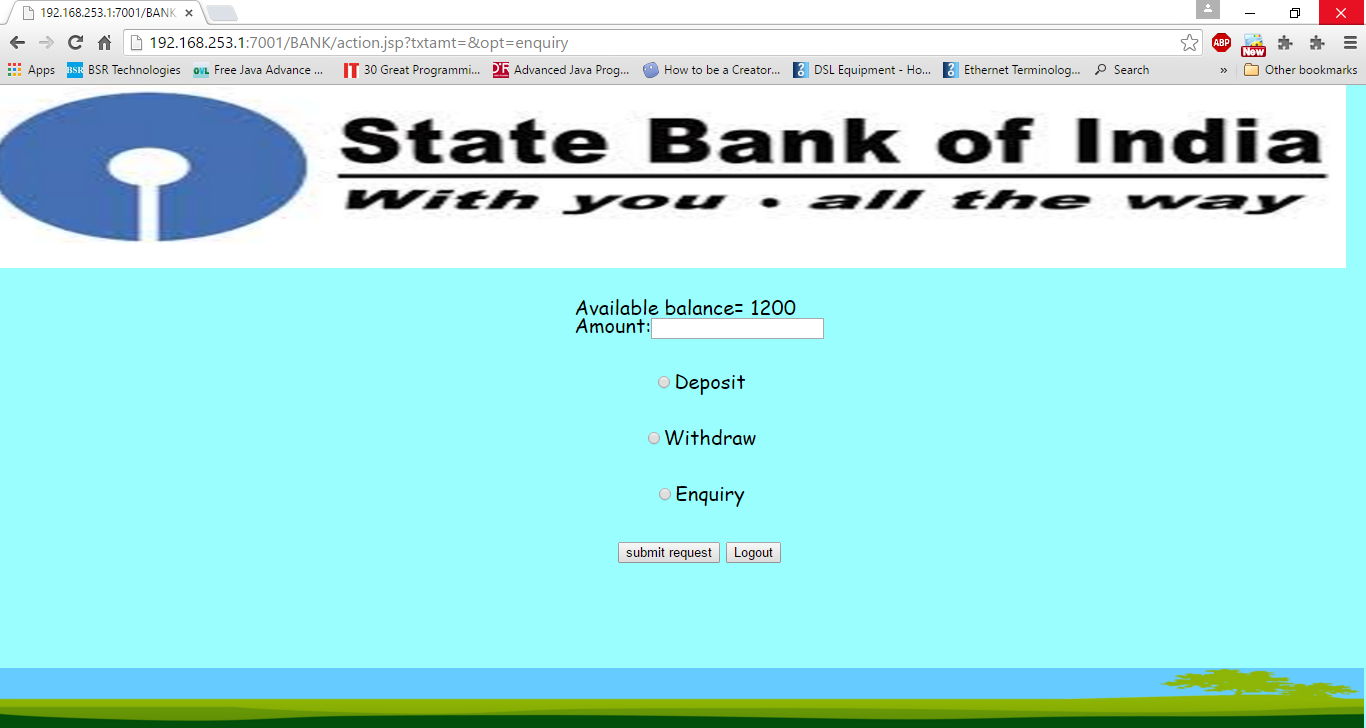 192.168.253.1:7001/BANK
192.168.253.1:7001/BANK/action.jsp?txtamt=&opt=enquiry
ABP
New
Apps
BSR BSR Technologies
OVL Free Java Advance ...
IT 30 Great Programmi...
Advanced Java Prog...
How to be a Creator...
DSL Equipment - Ho...
Ethernet Terminolog...
Search
»
Other bookmarks
State Bank of India
With you • all the way
Available balance= 1200
Amount:
Deposit
Withdraw
Enquiry
submit request Logout